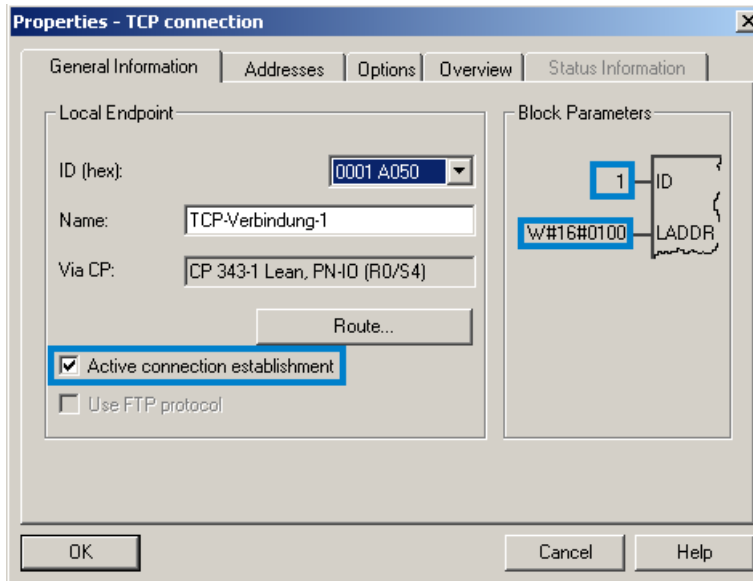 Properties - TCP connection
General Information Addresses Options Overview Status Information
Local Endpoint
ID (hex): 0001 A050
Name: TCP-Verbindung-1
Via CP: CP 343-1 Lean, PN-IO (R0/S4)
Route...
Active connection establishment
Use FTP protocol
Block Parameters
1 ID
W#16#0100 LADDR
OK Cancel Help